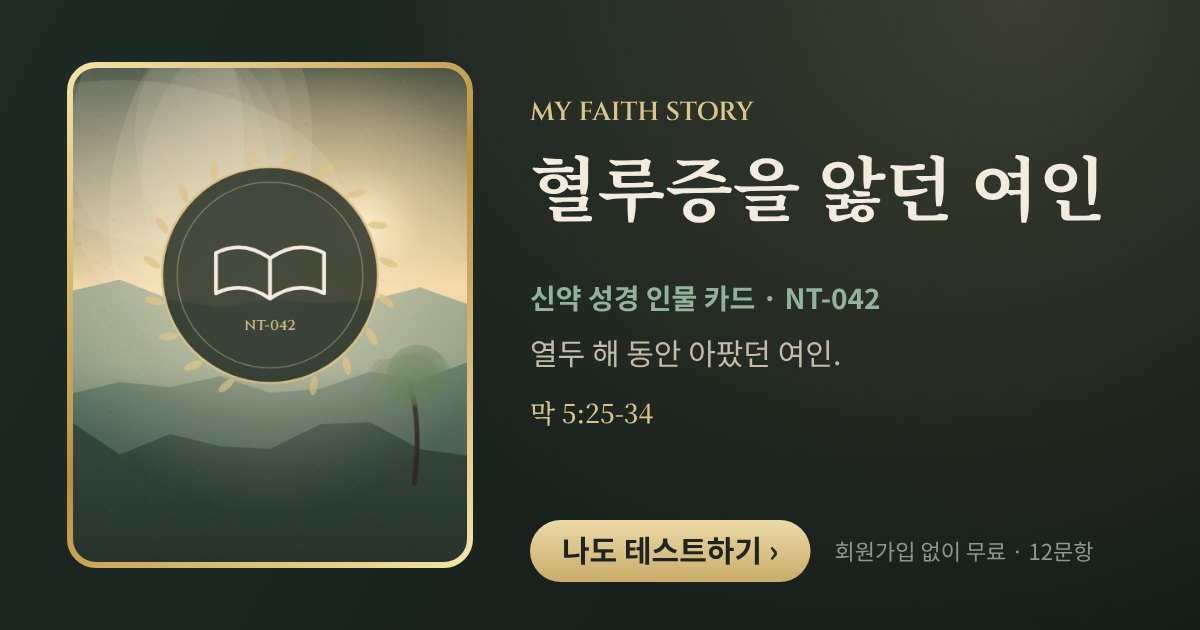 NT-042
MY FAITH STORY
혈루증을 앓던 여인
신약 성경 인물 카드 · NT-042
열두 해 동안 아팠던 여인.
막 5:25-34
나도 테스트하기 ›
회원가입 없이 무료 · 12문항